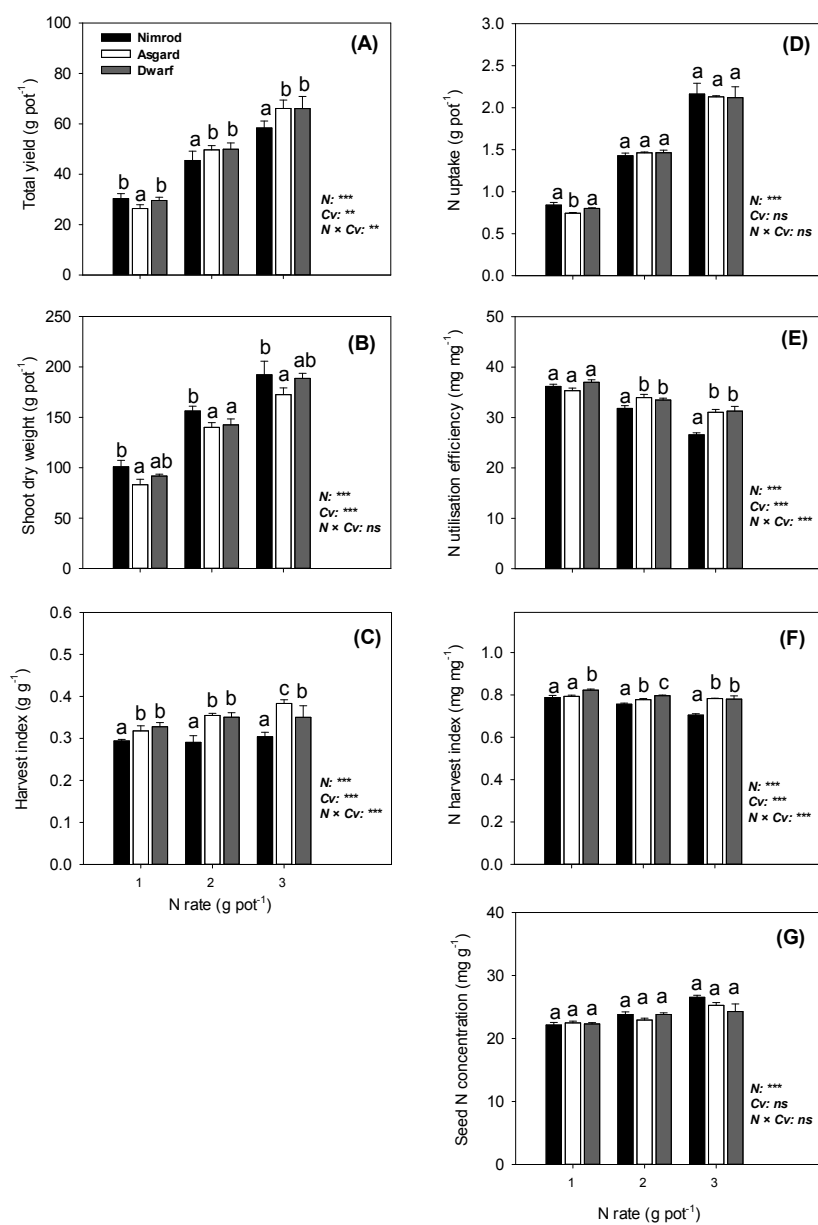 (A)
Nimrod
Asgard
Dwarf
Total yield (g pot⁻¹)
100
80
60
40
20
0
b a b
a b b
a b b
N: ***
Cv: **
N × Cv: **
(B)
Shoot dry weight (g pot⁻¹)
250
200
150
100
50
0
b a ab
b a a
b a ab
N: ***
Cv: ***
N × Cv: ns
(C)
Harvest index (g g⁻¹)
0.6
0.5
0.4
0.3
0.2
0.1
0.0
a b b
a b b
a c b
N: ***
Cv: ***
N × Cv: ***
1 2 3
N rate (g pot⁻¹)
(D)
N uptake (g pot⁻¹)
3.0
2.5
2.0
1.5
1.0
0.5
0.0
a b a
a a a
a a a
N: ***
Cv: ns
N × Cv: ns
(E)
N utilisation efficiency (mg mg⁻¹)
50
40
30
20
10
0
a a a
a b b
a b b
N: ***
Cv: ***
N × Cv: ***
(F)
N harvest index (mg mg⁻¹)
1.0
0.8
0.6
0.4
0.2
0.0
a a b
a b c
a b b
N: ***
Cv: ***
N × Cv: ***
(G)
Seed N concentration (mg g⁻¹)
40
30
20
10
0
a a a
a a a
a a a
N: ***
Cv: ns
N × Cv: ns
1 2 3
N rate (g pot⁻¹)